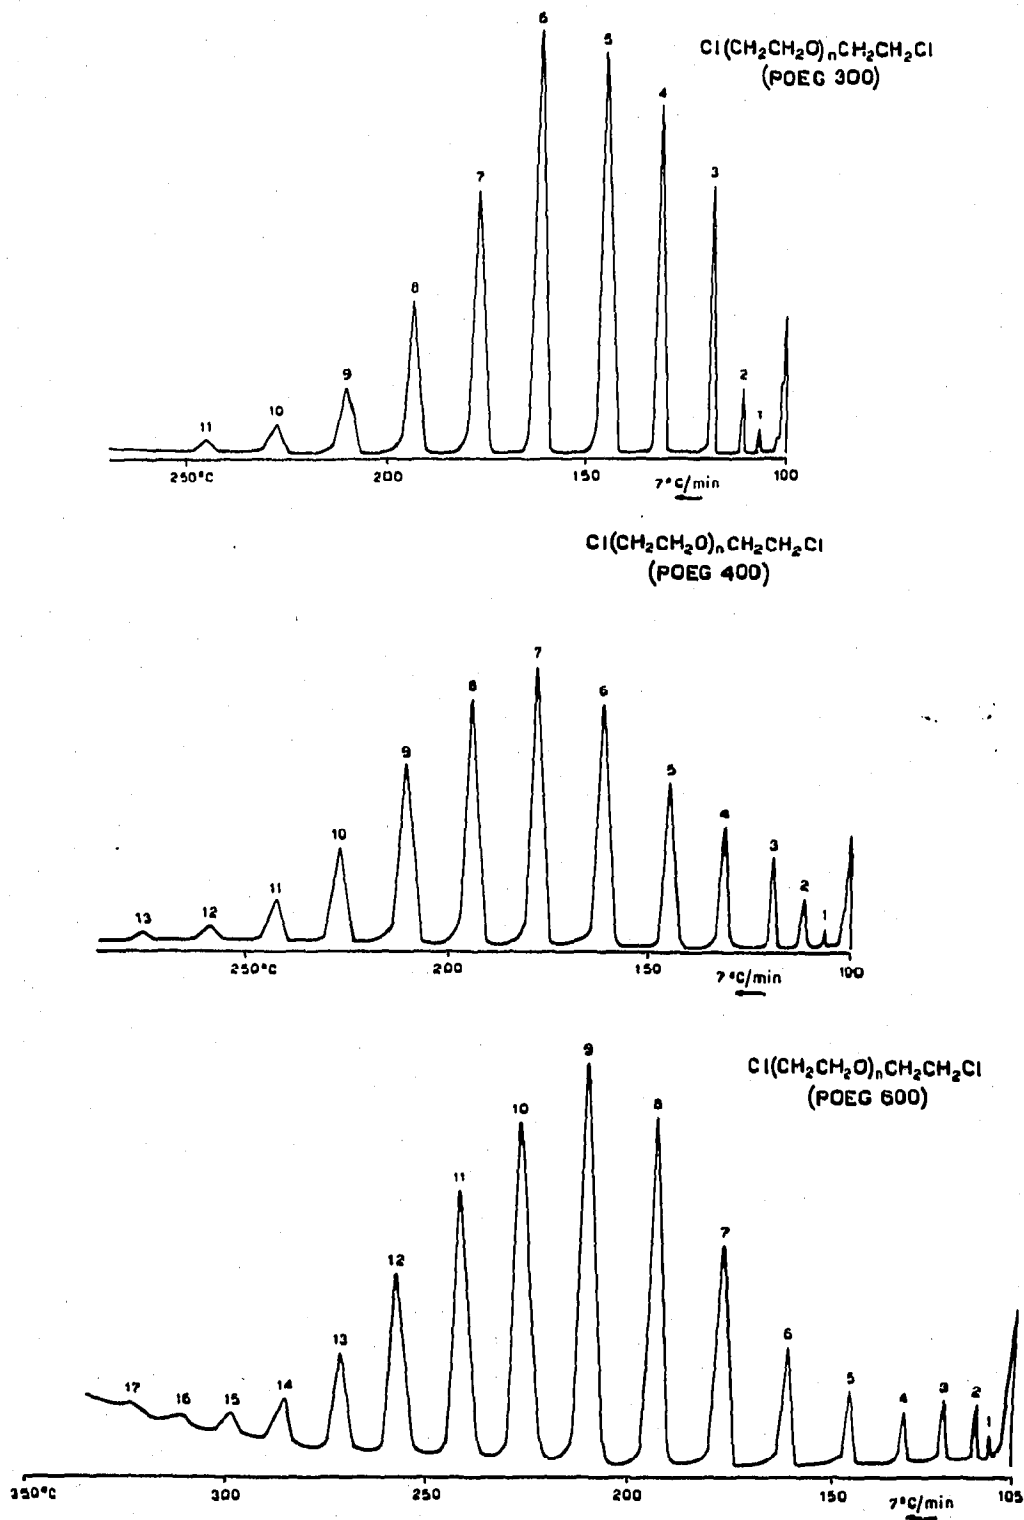 Cl(CH₂CH₂O)ₙCH₂CH₂Cl
(POEG 300)
11 10 9 8 7 6 5 4 3 2 1
250°C 200 150 100
7°C/min
Cl(CH₂CH₂O)ₙCH₂CH₂Cl
(POEG 400)
13 12 11 10 9 8 7 6 5 4 3 2 1
250°C 200 150 100
7°C/min
Cl(CH₂CH₂O)ₙCH₂CH₂Cl
(POEG 600)
17 16 15 14 13 12 11 10 9 8 7 6 5 4 3 2 1
350°C 300 250 200 150 105
7°C/min